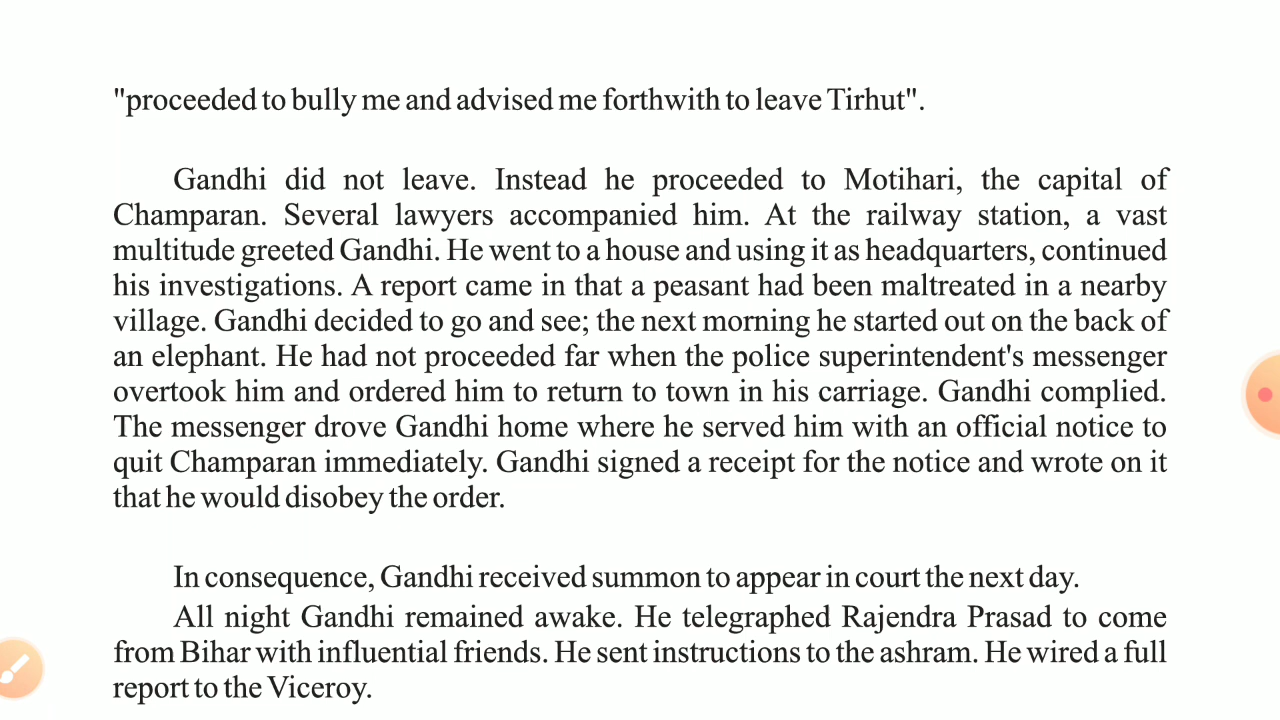 "proceeded to bully me and advised me forthwith to leave Tirhut".
Gandhi did not leave. Instead he proceeded to Motihari, the capital of
Champaran. Several lawyers accompanied him. At the railway station, a vast
multitude greeted Gandhi. He went to a house and using it as headquarters, continued
his investigations. A report came in that a peasant had been maltreated in a nearby
village. Gandhi decided to go and see; the next morning he started out on the back of
an elephant. He had not proceeded far when the police superintendent's messenger
overtook him and ordered him to return to town in his carriage. Gandhi complied.
The messenger drove Gandhi home where he served him with an official notice to
quit Champaran immediately. Gandhi signed a receipt for the notice and wrote on it
that he would disobey the order.
In consequence, Gandhi received summon to appear in court the next day.
All night Gandhi remained awake. He telegraphed Rajendra Prasad to come
from Bihar with influential friends. He sent instructions to the ashram. He wired a full
report to the Viceroy.